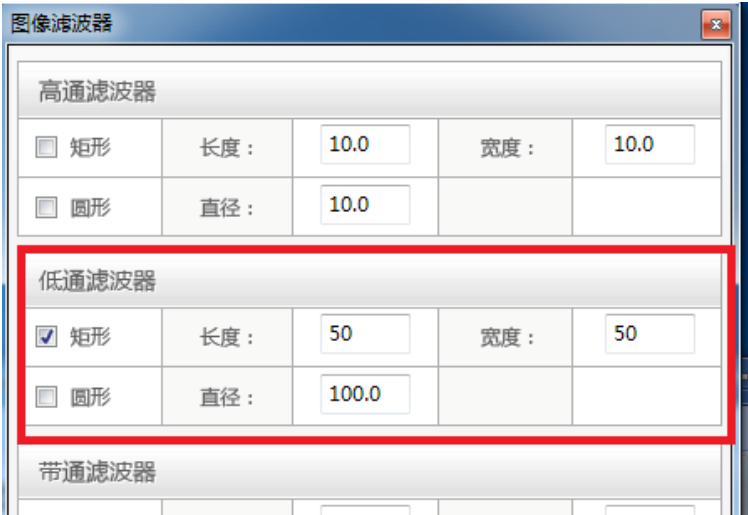 图像滤波器
高通滤波器
矩形 长度： 10.0 宽度： 10.0
圆形 直径： 10.0
低通滤波器
矩形 长度： 50 宽度： 50
圆形 直径： 100.0
带通滤波器